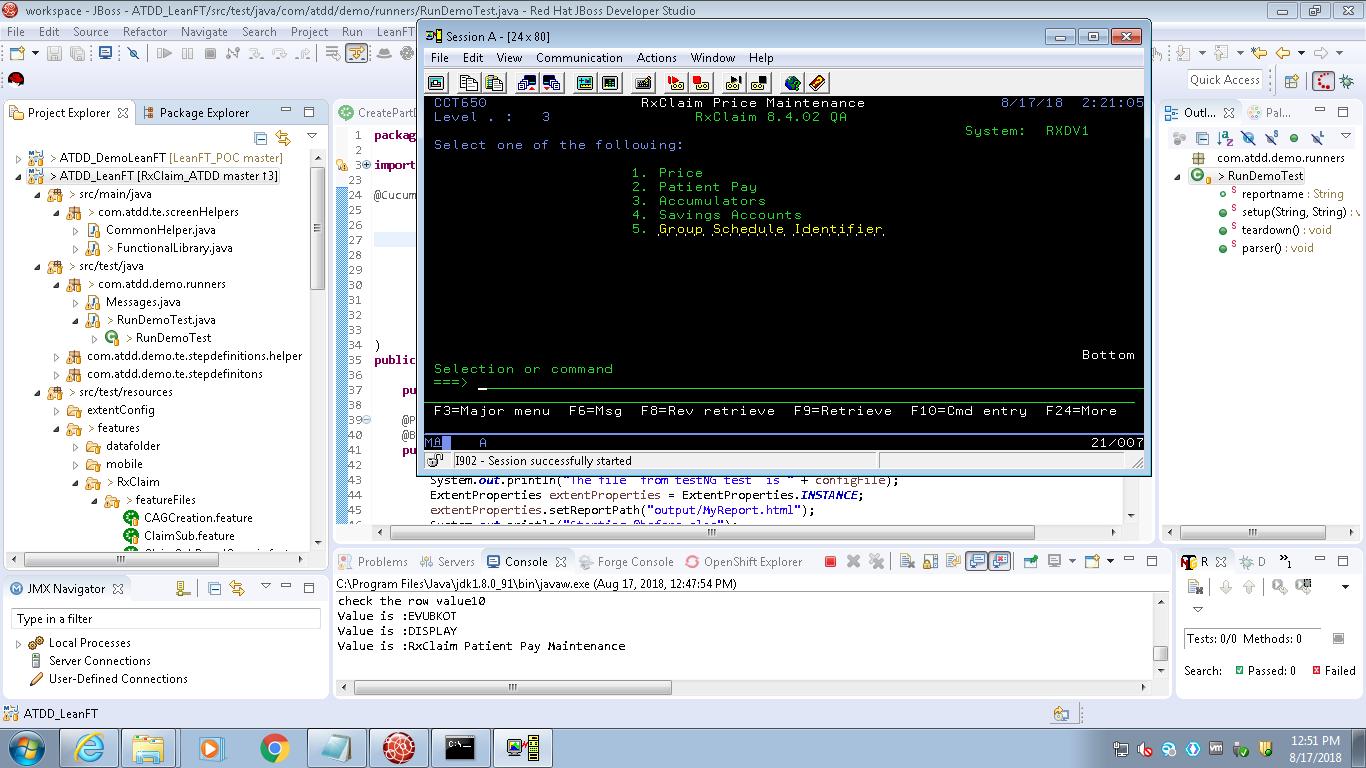 workspace - JBoss - ATDD_LeanFT/src/test/java/com/atdd/demo/runners/RunDemoTest.java - Red Hat JBoss Developer Studio
File Edit Source Refactor Navigate Search Project Run LeanFT
Quick Access
Project Explorer
Package Explorer
> ATDD_DemoLeanFT [LeanFT_POC master]
> ATDD_LeanFT [RxClaim_ATDD master ↑3]
> src/main/java
> com.atdd.te.screenHelpers
CommonHelper.java
> FunctionalLibrary.java
> src/test/java
> com.atdd.demo.runners
Messages.java
> RunDemoTest.java
> RunDemoTest
com.atdd.demo.te.stepdefinitions.helper
com.atdd.demo.te.stepdefinitons
> src/test/resources
extentConfig
> features
datafolder
mobile
> RxClaim
> featureFiles
CAGCreation.feature
ClaimSub.feature
JMX Navigator
Type in a filter
Local Processes
Server Connections
User-Defined Connections
CreatePartD
1 packag
2
3 import
23
24 @Cucum
25
26
27
28
29
30
31
32
33
34 )
35 public
36
37 pu
38
39 @P
40 @B
41 pu
43 System.out.println("The file from testNG test is " + configFile);
44 ExtentProperties extentProperties = ExtentProperties.INSTANCE;
45 extentProperties.setReportPath("output/MyReport.html");
46 System.out.println("Starting @before clas");
Session A - [24 x 80]
File Edit View Communication Actions Window Help
CCT650 RxClaim Price Maintenance 8/17/18 2:21:05
Level . : 3 RxClaim 8.4.02 QA
System: RXDV1
Select one of the following:
1. Price
2. Patient Pay
3. Accumulators
4. Savings Accounts
5. Group Schedule Identifier
Bottom
Selection or command
===>
F3=Major menu F6=Msg F8=Rev retrieve F9=Retrieve F10=Cmd entry F24=More
MA A 21/007
I902 - Session successfully started
Outl...
Pal...
com.atdd.demo.runners
> RunDemoTest
reportname : String
setup(String, String) : v
teardown() : void
parser() : void
Problems Servers Console Forge Console OpenShift Explorer
C:\Program Files\Java\jdk1.8.0_91\bin\javaw.exe (Aug 17, 2018, 12:47:54 PM)
check the row value10
Value is :EVUBKOT
Value is :DISPLAY
Value is :RxClaim Patient Pay Maintenance
R D »1
Tests: 0/0 Methods: 0
Search: Passed: 0 Failed
ATDD_LeanFT
12:51 PM
8/17/2018